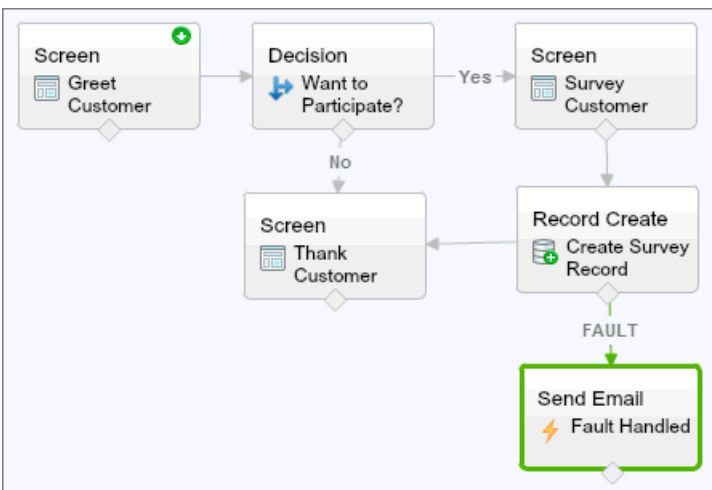 Screen
Greet
Customer
Decision
Want to
Participate?
Yes
Screen
Survey
Customer
No
Screen
Thank
Customer
Record Create
Create Survey
Record
FAULT
Send Email
Fault Handled